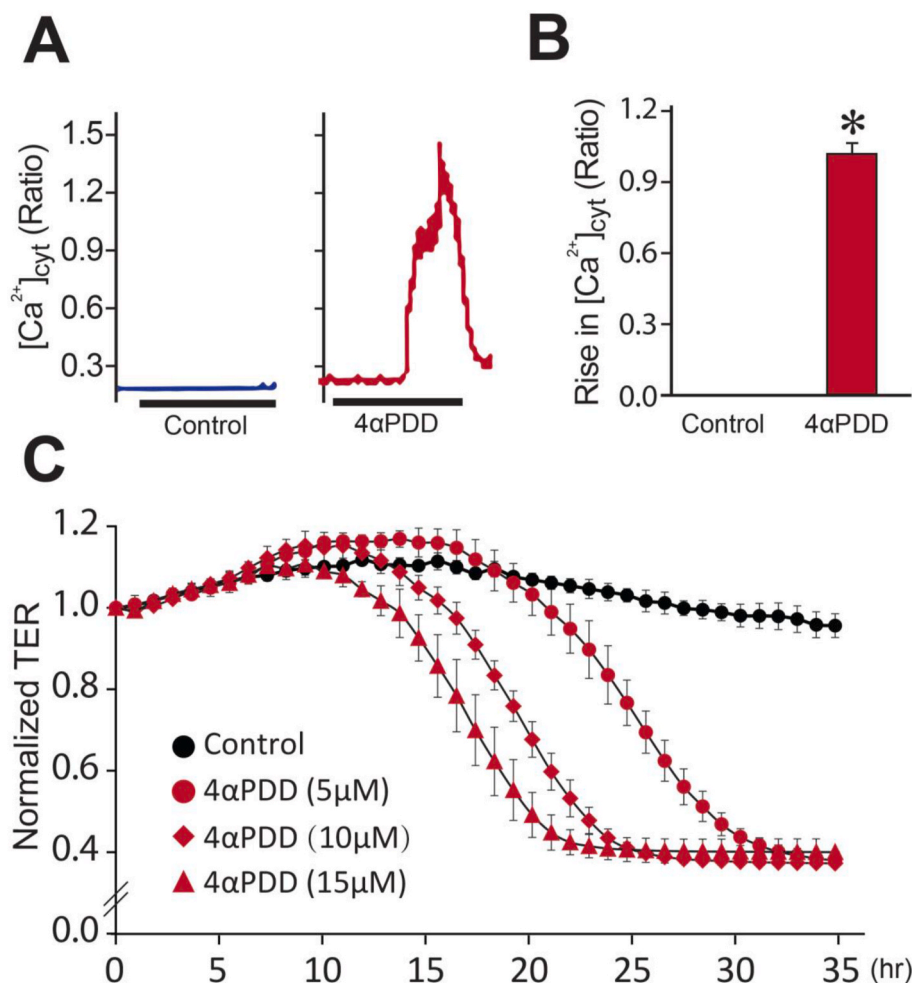 A
B
[Ca²⁺]cyt (Ratio)
1.5
1.2
0.9
0.6
0.3
Control
4αPDD
Rise in [Ca²⁺]cyt (Ratio)
1.2
0.9
0.6
0.3
0.0
*
Control
4αPDD
C
Normalized TER
1.2
1.0
0.8
0.6
0.4
0.0
Control
4αPDD (5µM)
4αPDD (10µM)
4αPDD (15µM)
0 5 10 15 20 25 30 35 (hr)